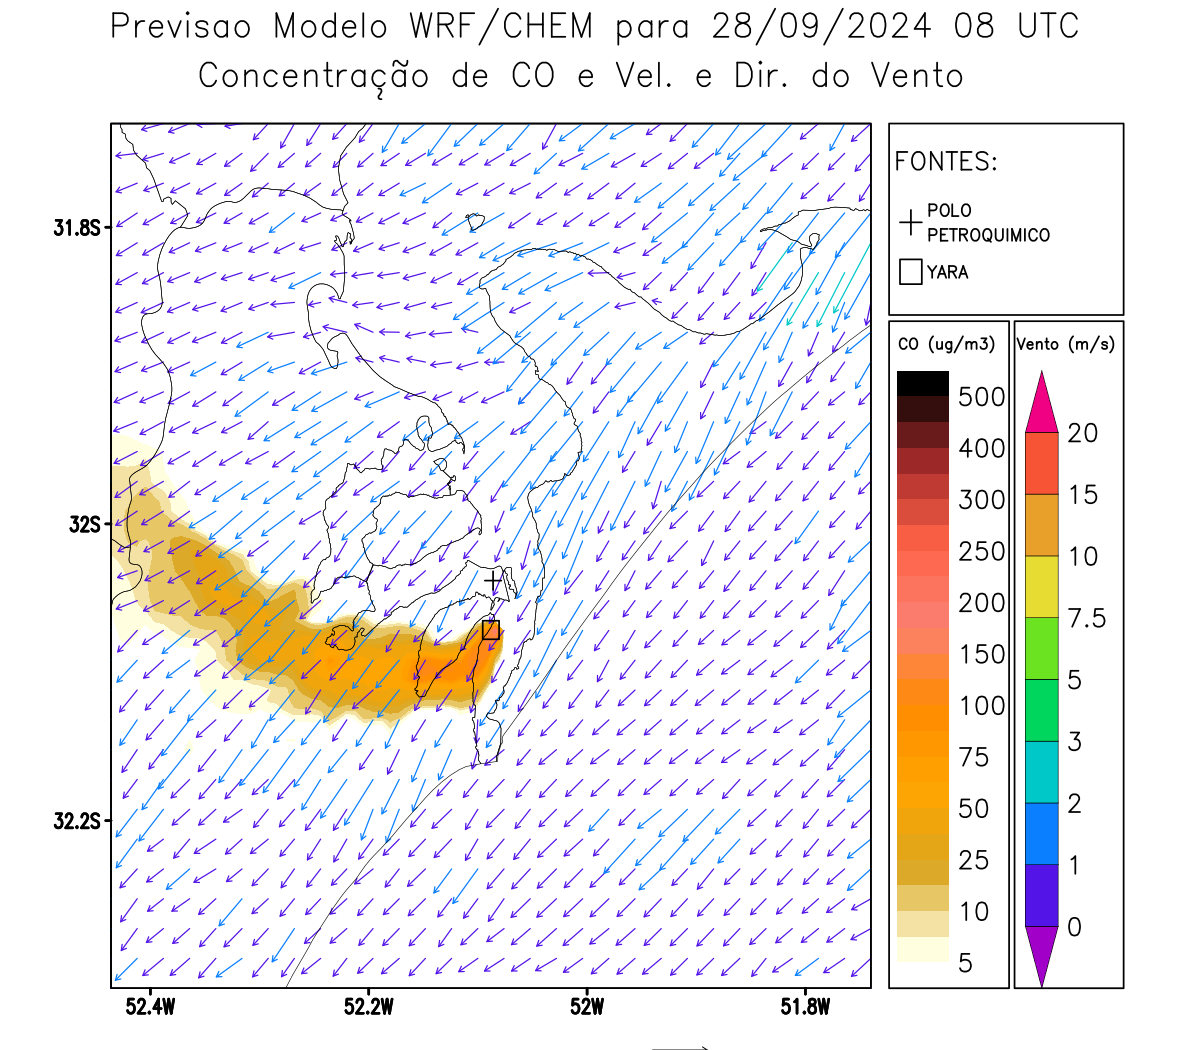 Previsao Modelo WRF/CHEM para 28/09/2024 08 UTC
Concentração de CO e Vel. e Dir. do Vento
FONTES:
POLO
PETROQUIMICO
YARA
CO (ug/m3)
500
400
300
250
200
150
100
75
50
25
10
5
Vento (m/s)
20
15
10
7.5
5
3
2
1
0
31.8S
32S
32.2S
52.4W
52.2W
52W
51.8W